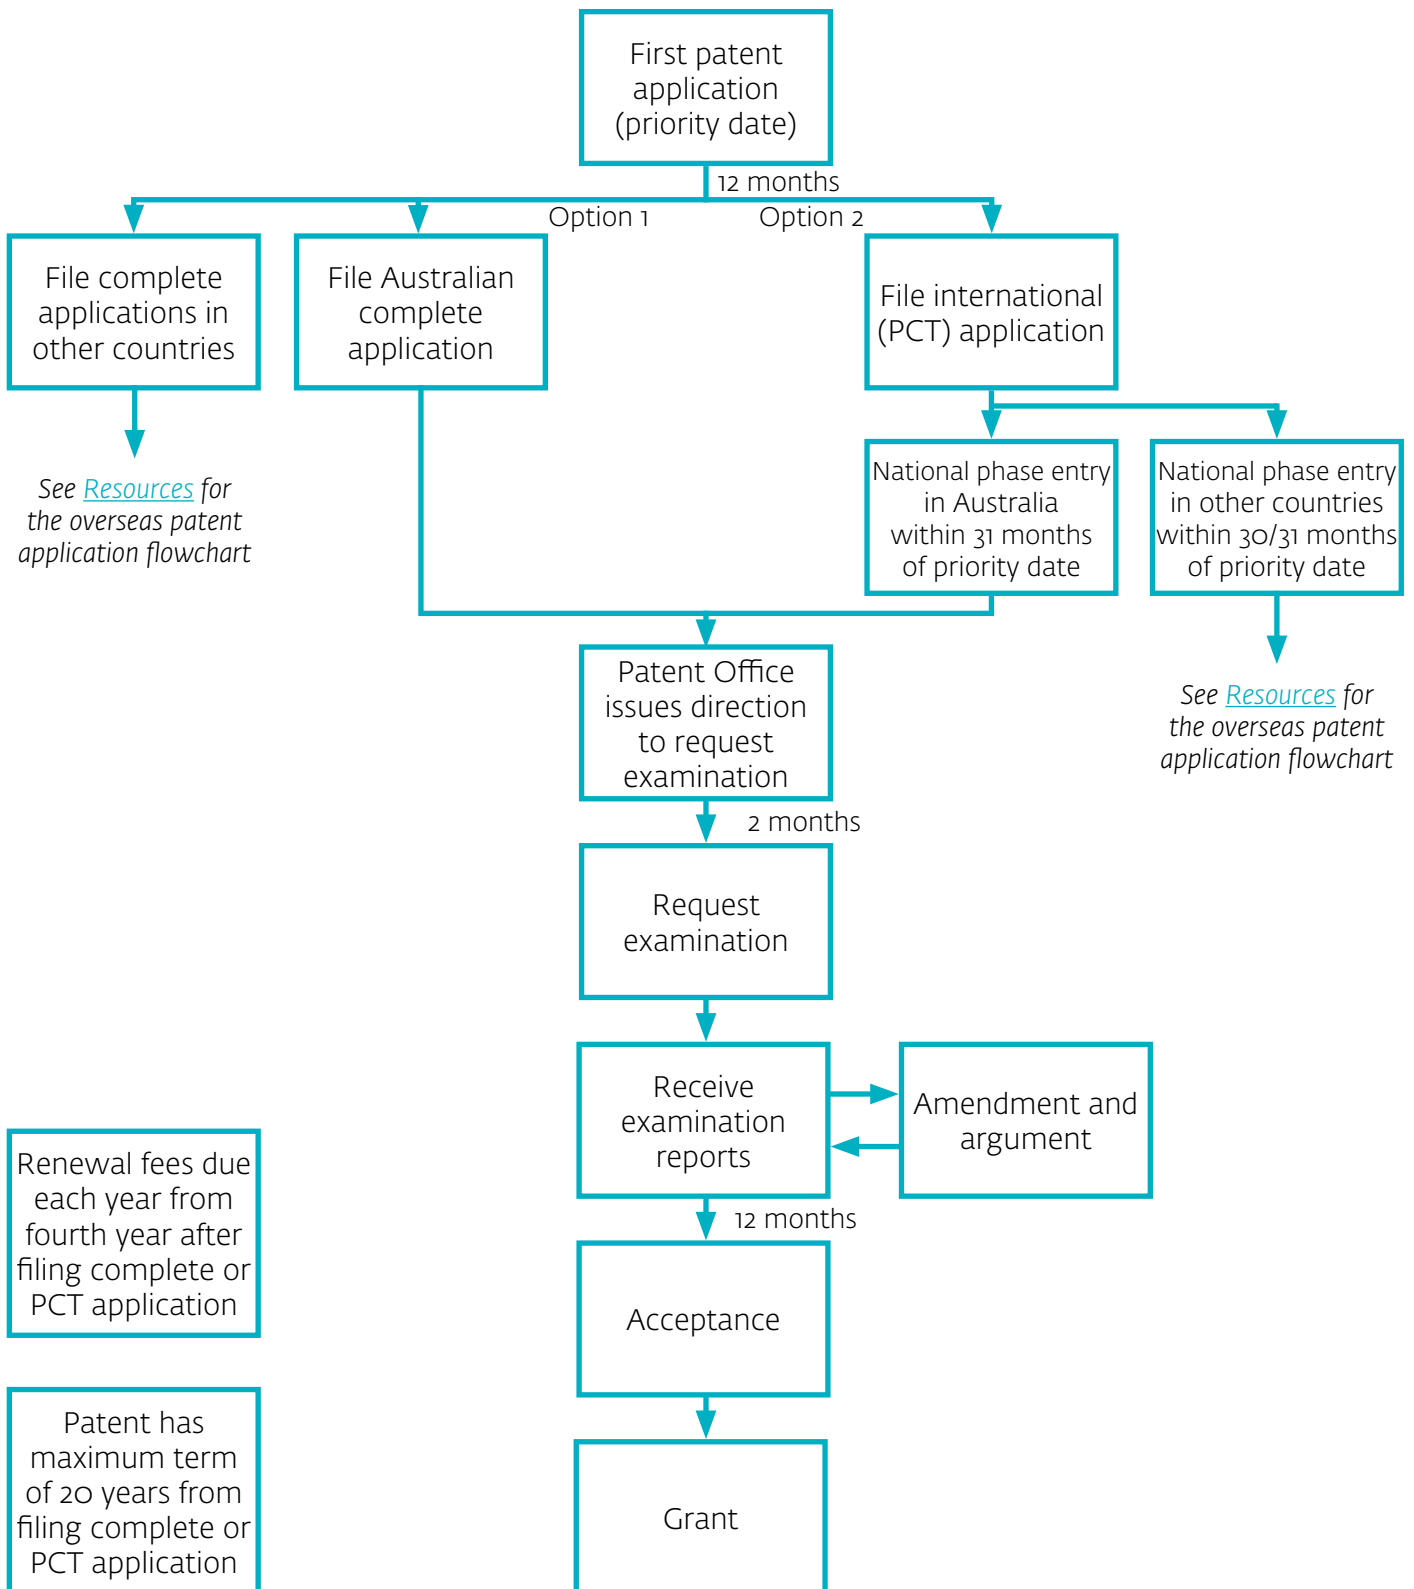 First patent
application
(priority date)
12 months
Option 1
Option 2
File complete
applications in
other countries
File Australian
complete
application
File international
(PCT) application
See Resources for
the overseas patent
application flowchart
National phase entry
in Australia
within 31 months
of priority date
National phase entry
in other countries
within 30/31 months
of priority date
See Resources for
the overseas patent
application flowchart
Patent Office
issues direction
to request
examination
2 months
Request
examination
Receive
examination
reports
Amendment and
argument
12 months
Acceptance
Grant
Renewal fees due
each year from
fourth year after
filing complete or
PCT application
Patent has
maximum term
of 20 years from
filing complete or
PCT application